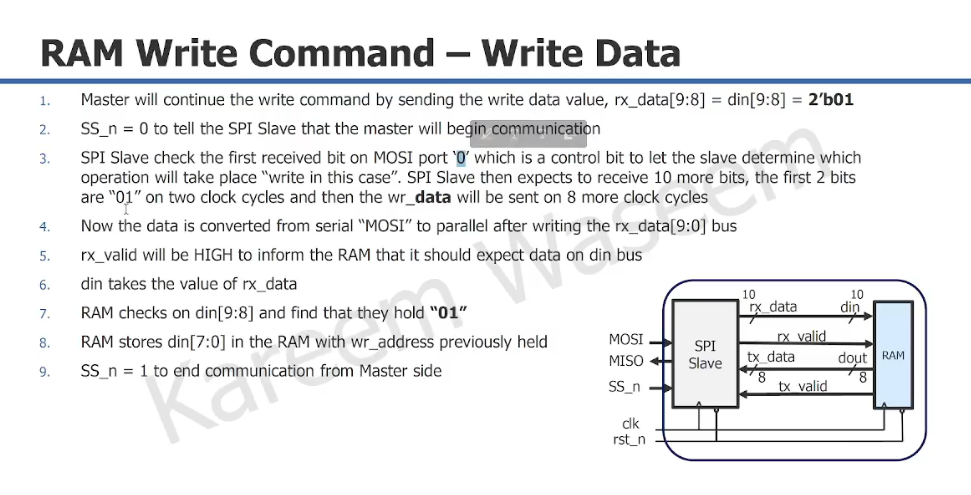 RAM Write Command – Write Data
1. Master will continue the write command by sending the write data value, rx_data[9:8] = din[9:8] = 2'b01
2. SS_n = 0 to tell the SPI Slave that the master will begin communication
3. SPI Slave check the first received bit on MOSI port '0' which is a control bit to let the slave determine which
operation will take place "write in this case". SPI Slave then expects to receive 10 more bits, the first 2 bits
are "01" on two clock cycles and then the wr_data will be sent on 8 more clock cycles
4. Now the data is converted from serial "MOSI" to parallel after writing the rx_data[9:0] bus
5. rx_valid will be HIGH to inform the RAM that it should expect data on din bus
6. din takes the value of rx_data
7. RAM checks on din[9:8] and find that they hold "01"
8. RAM stores din[7:0] in the RAM with wr_address previously held
9. SS_n = 1 to end communication from Master side
10 10
rx_data din
MOSI rx_valid
MISO SPI Slave tx_data dout RAM
8 8
SS_n tx_valid
clk
rst_n
Kareem Waseem